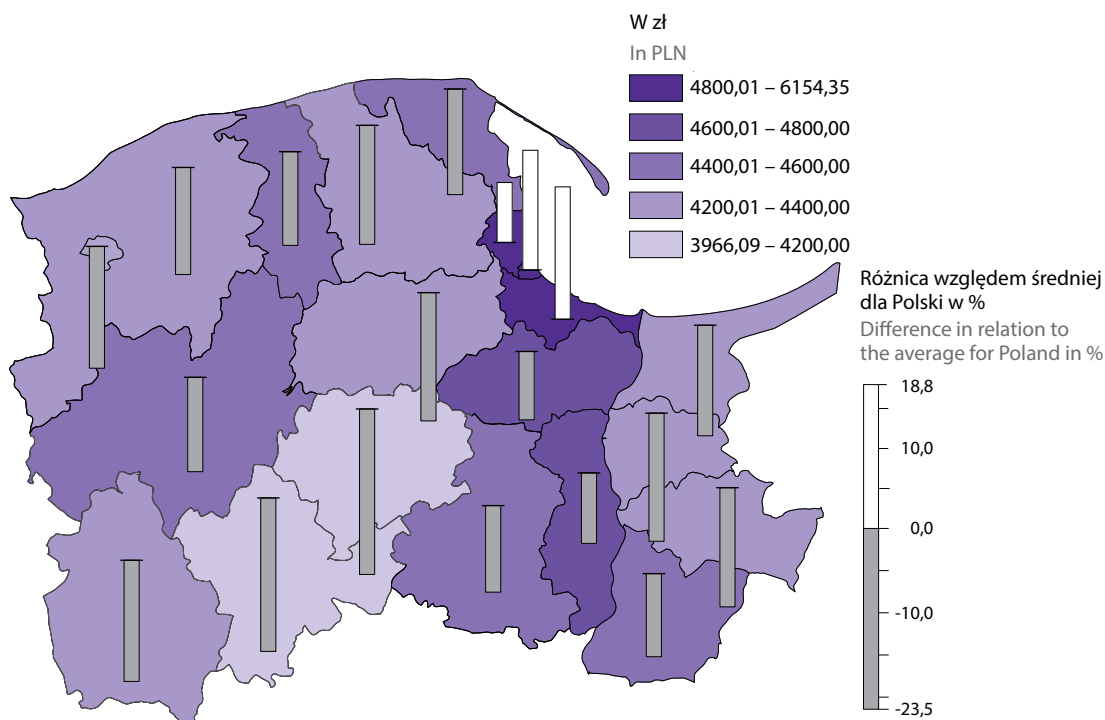 W zł
In PLN
4800,01 – 6154,35
4600,01 – 4800,00
4400,01 – 4600,00
4200,01 – 4400,00
3966,09 – 4200,00
Różnica względem średniej
dla Polski w %
Difference in relation to
the average for Poland in %
18,8
10,0
0,0
-10,0
-23,5